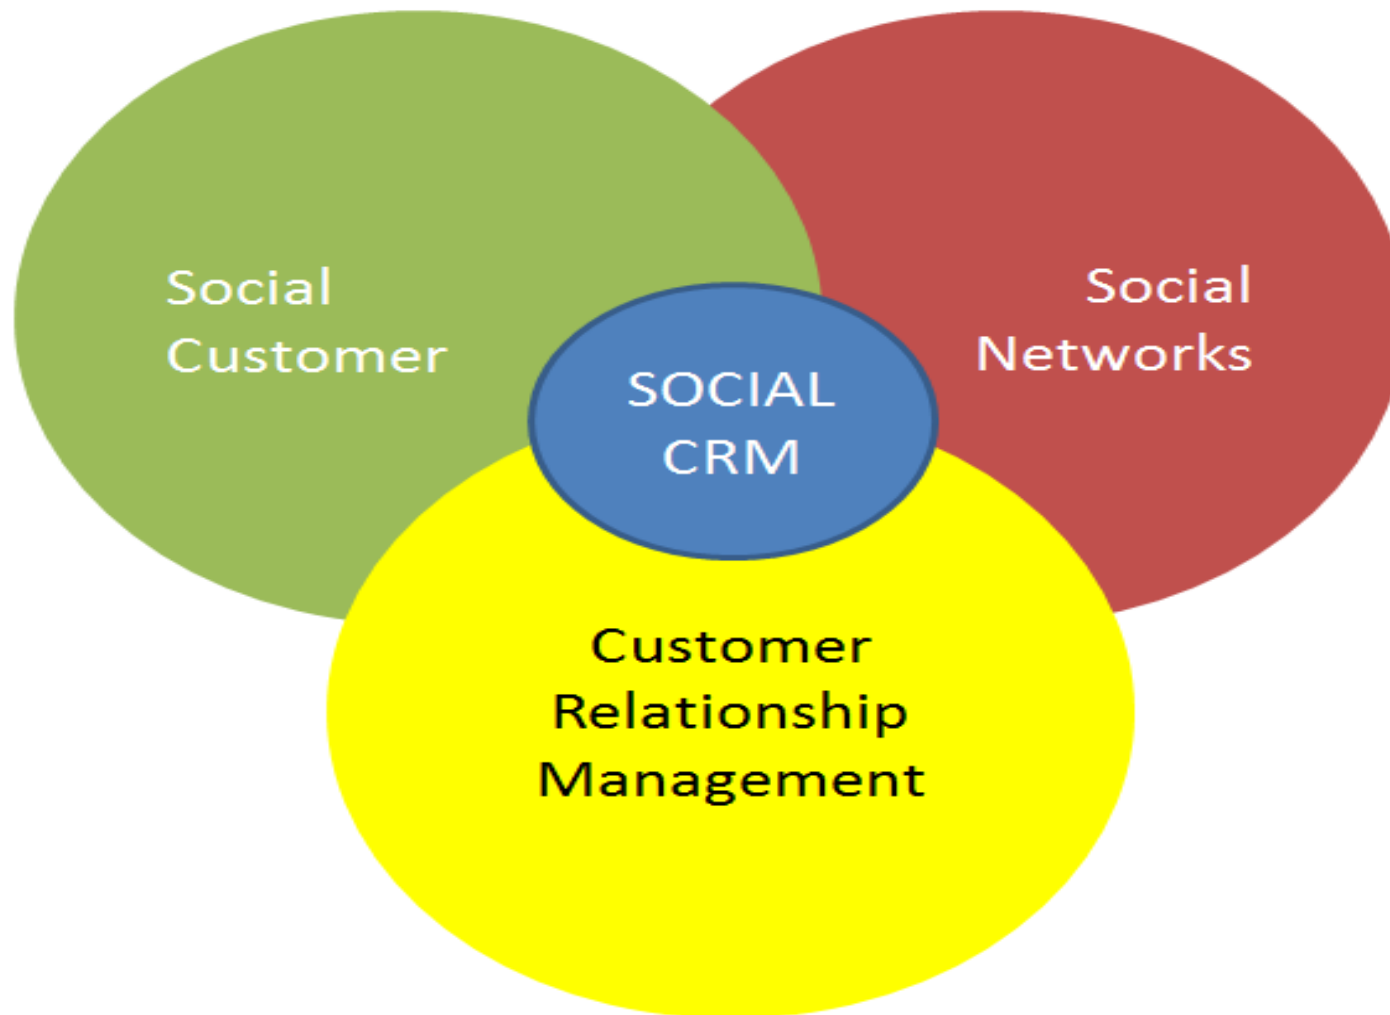 Social
Customer
Social
Networks
SOCIAL
CRM
Customer
Relationship
Management